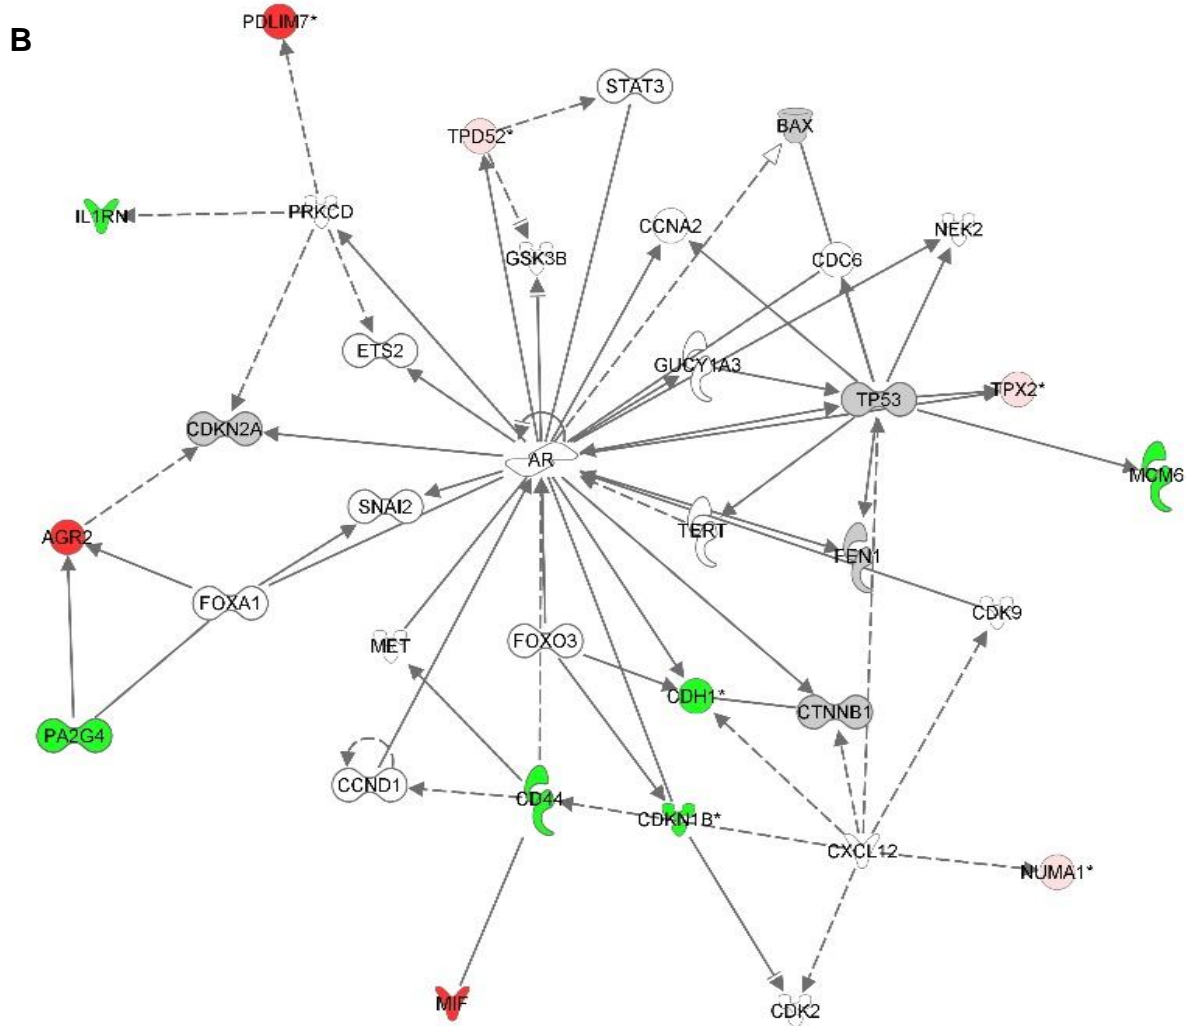 B
PDLIM7*
STAT3
TPD52*
BAX
IL1RN
PRKCD
CCNA2
NEK2
GSK3B
CDC6
ETS2
GUCY1A3
TP53
TPX2*
CDKN2A
AR
MCM6
SNAI2
TERT
AGR2
FEN1
FOXA1
CDK9
MET
FOXO3
CDH1*
CTNNB1
PA2G4
CCND1
CD44
CDKN1B*
CXCL12
NUMA1*
MIF
CDK2